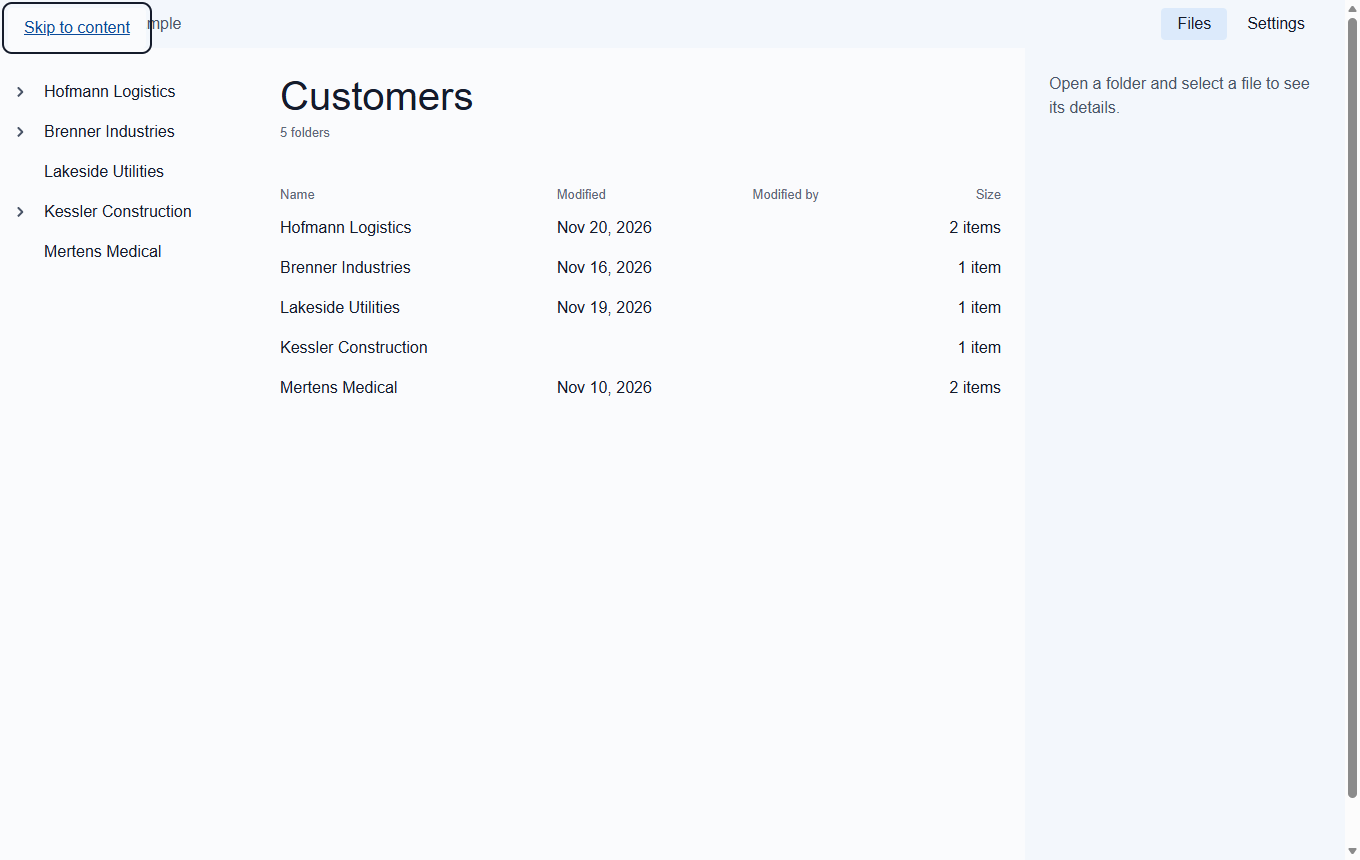 Skip to content
mple
Files
Settings
Hofmann Logistics
Brenner Industries
Lakeside Utilities
Kessler Construction
Mertens Medical
Customers
5 folders
Name Modified Modified by Size
Hofmann Logistics Nov 20, 2026 2 items
Brenner Industries Nov 16, 2026 1 item
Lakeside Utilities Nov 19, 2026 1 item
Kessler Construction 1 item
Mertens Medical Nov 10, 2026 2 items
Open a folder and select a file to see
its details.